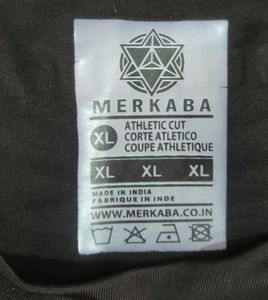 MERKABA
XL
ATHLETIC CUT
CORTE ATLETICO
COUPE ATHLETIQUE
XL XL XL
MADE IN INDIA
FABRIQUE IN INDE
WWW.MERKABA.CO.IN